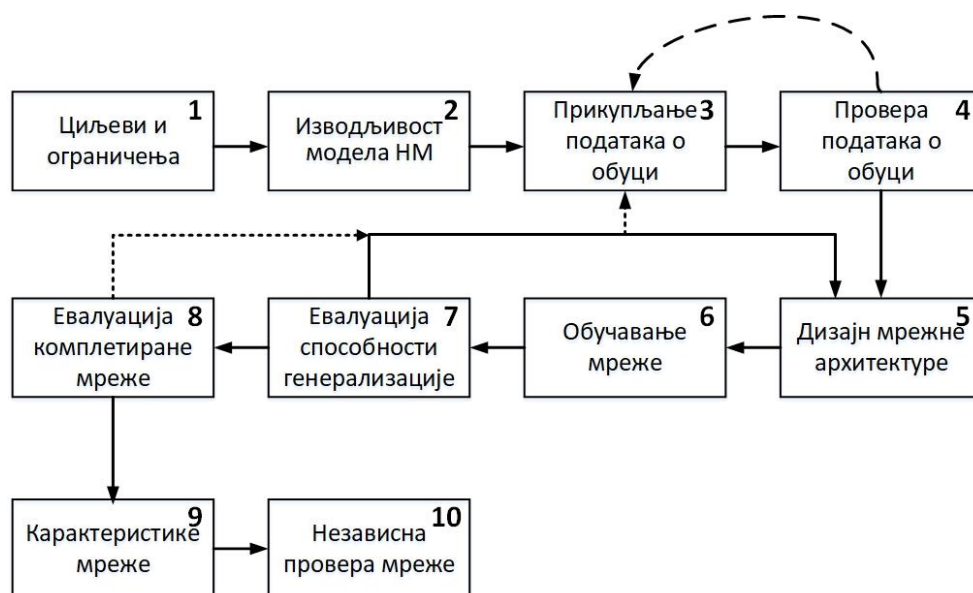 1
Циљеви и
ограничења
2
Изводљивост
модела НМ
3
Прикупљање
података о
обуци
4
Провера
података о
обуци
8
Евалуација
комплетиране
мреже
7
Евалуација
способности
генерализације
6
Обучавање
мреже
5
Дизајн мрежне
архитектуре
9
Карактеристике
мреже
10
Независна
провера мреже